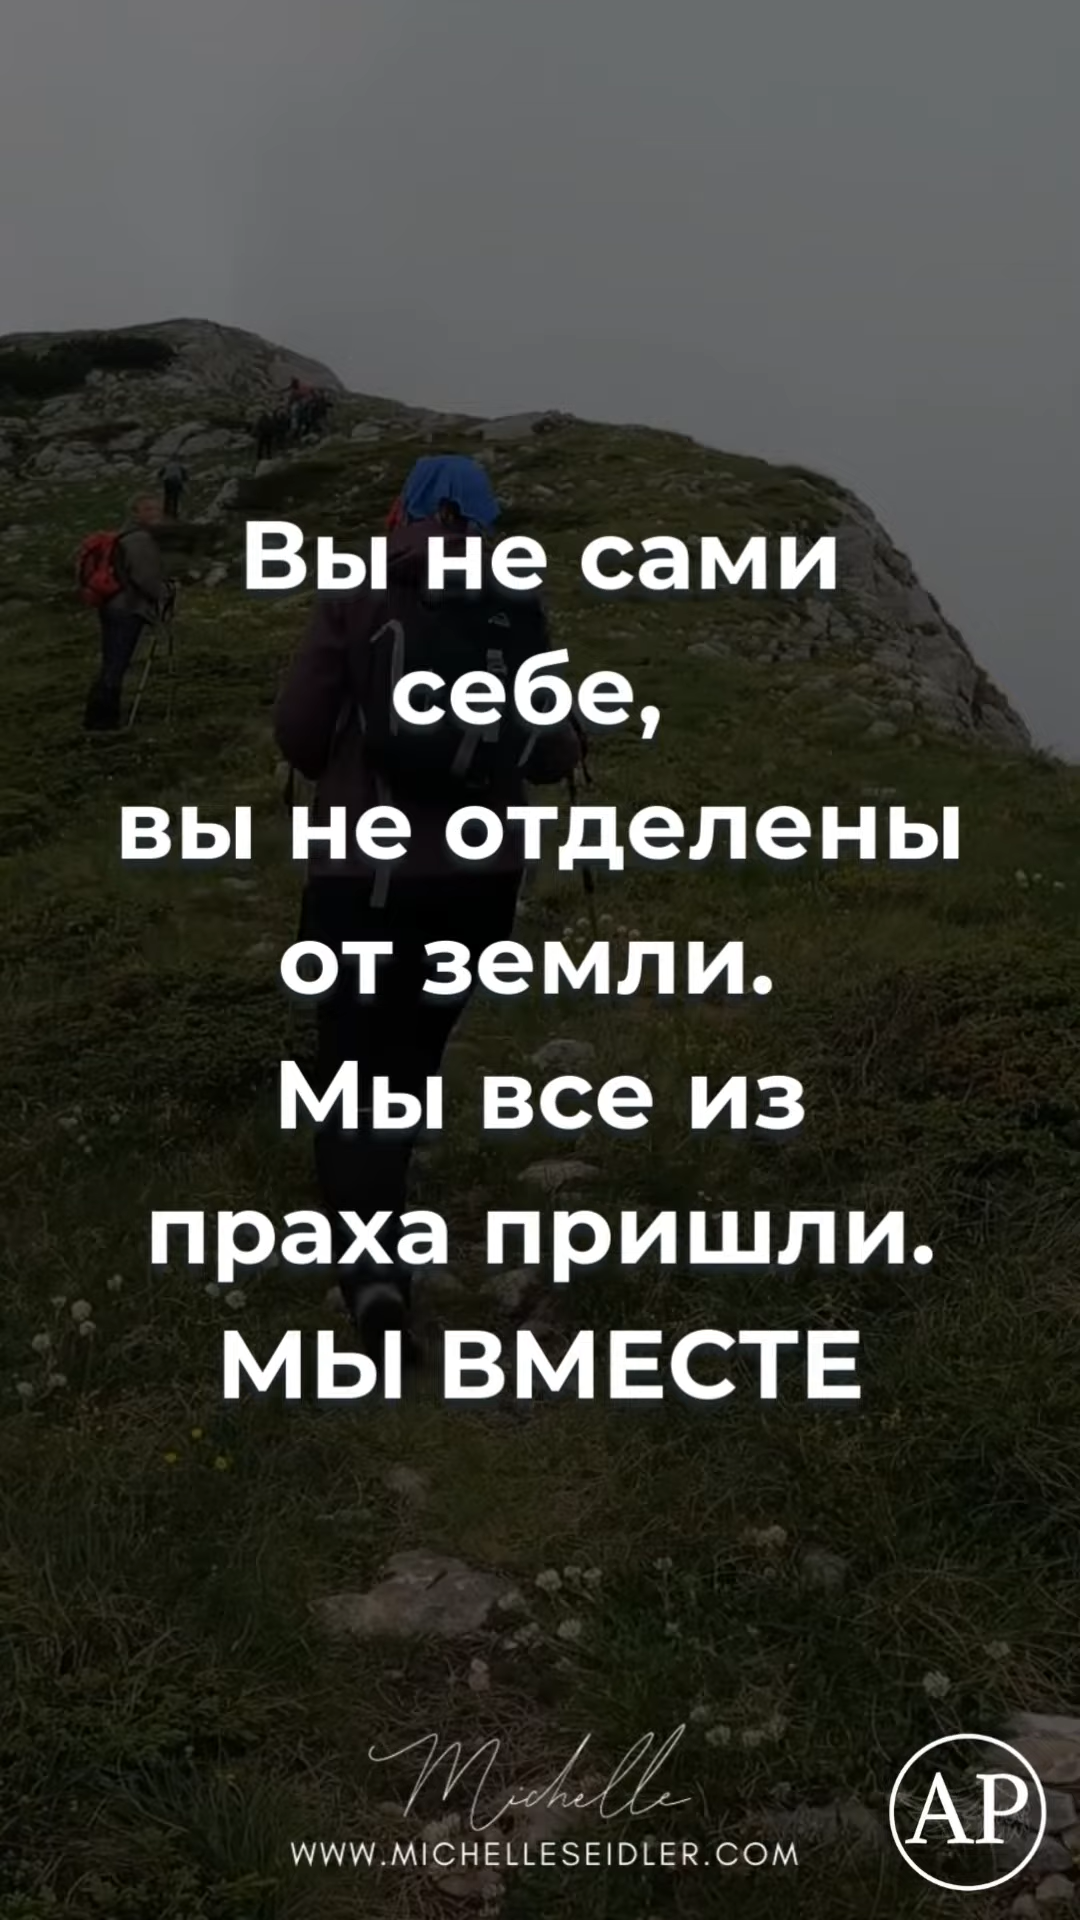 Вы не сами
себе,
вы не отделены
от земли.
Мы все из
праха пришли.
МЫ ВМЕСТЕ
Michelle
WWW.MICHELLESEIDLER.COM
AP